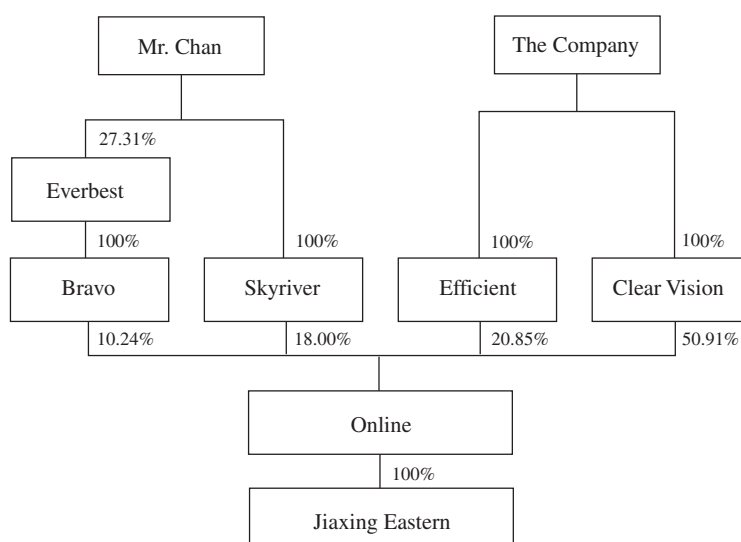 Mr. Chan
The Company
27.31%
Everbest
100%
100%
100%
100%
Bravo
Skyriver
Efficient
Clear Vision
10.24%
18.00%
20.85%
50.91%
Online
100%
Jiaxing Eastern